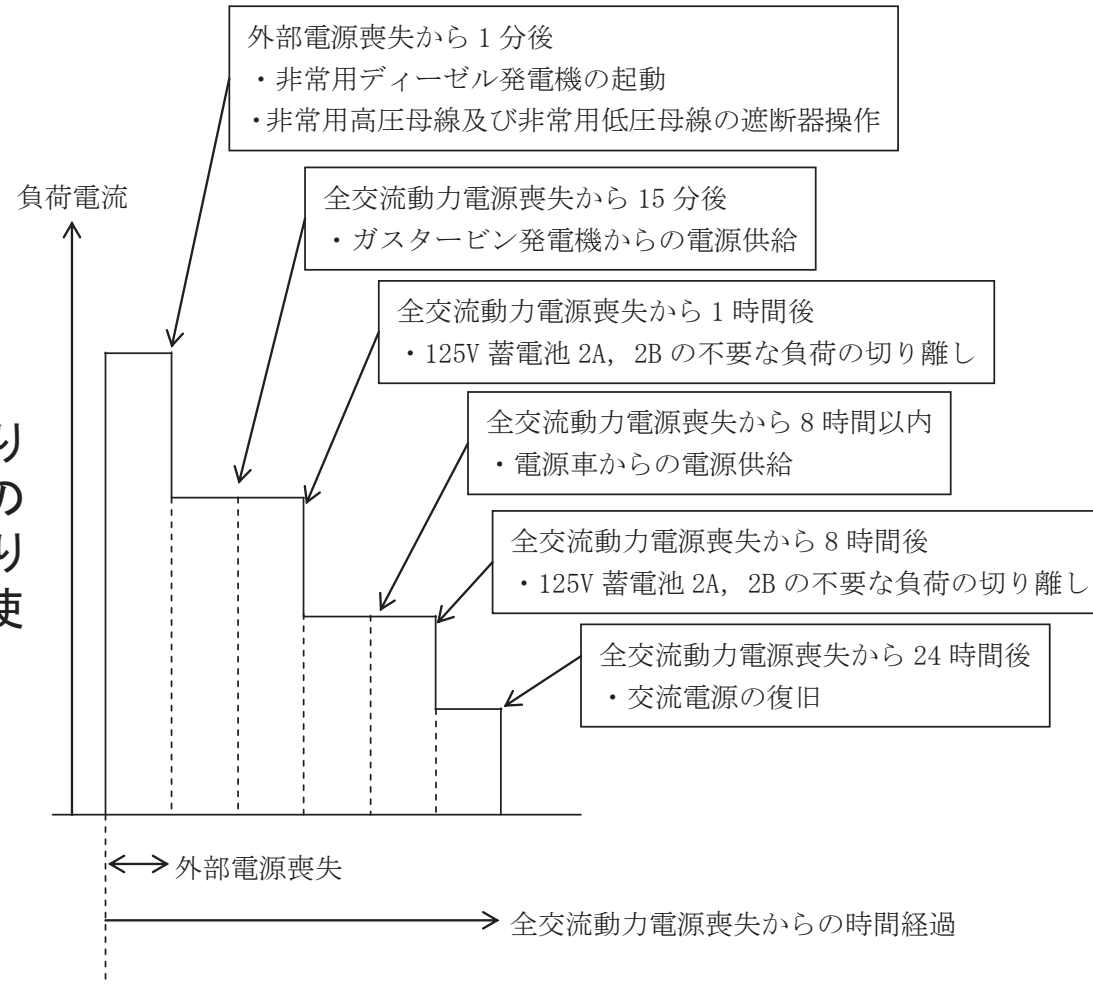 外部電源喪失から 1 分後
・非常用ディーゼル発電機の起動
・非常用高圧母線及び非常用低圧母線の遮断器操作
負荷電流
全交流動力電源喪失から 15 分後
・ガスタービン発電機からの電源供給
全交流動力電源喪失から 1 時間後
・125V 蓄電池 2A, 2B の不要な負荷の切り離し
全交流動力電源喪失から 8 時間以内
・電源車からの電源供給
り
の
り
使
全交流動力電源喪失から 8 時間後
・125V 蓄電池 2A, 2B の不要な負荷の切り離し
全交流動力電源喪失から 24 時間後
・交流電源の復旧
外部電源喪失
全交流動力電源喪失からの時間経過